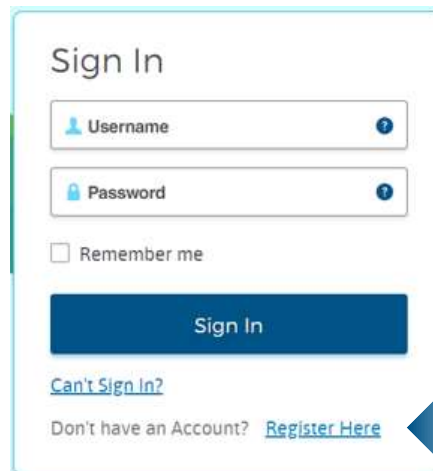 Sign In
Username
?
Password
?
Remember me
Sign In
Can't Sign In?
Don't have an Account? Register Here